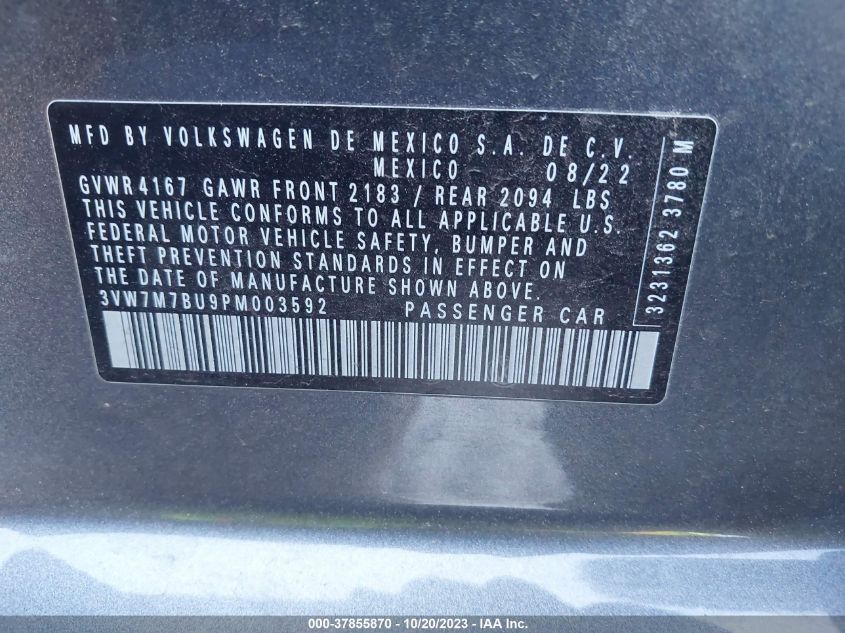 MFD BY VOLKSWAGEN DE MEXICO S.A. DE C.V.
MEXICO 08/22
GVWR4167 GAWR FRONT 2183 / REAR 2094 LBS
THIS VEHICLE CONFORMS TO ALL APPLICABLE U.S.
FEDERAL MOTOR VEHICLE SAFETY, BUMPER AND
THEFT PREVENTION STANDARDS IN EFFECT ON
THE DATE OF MANUFACTURE SHOWN ABOVE.
3VW7M7BU9PM003592 PASSENGER CAR
3231362 3780 M
000-37855870 | 10/20/2023 - IAA Inc.